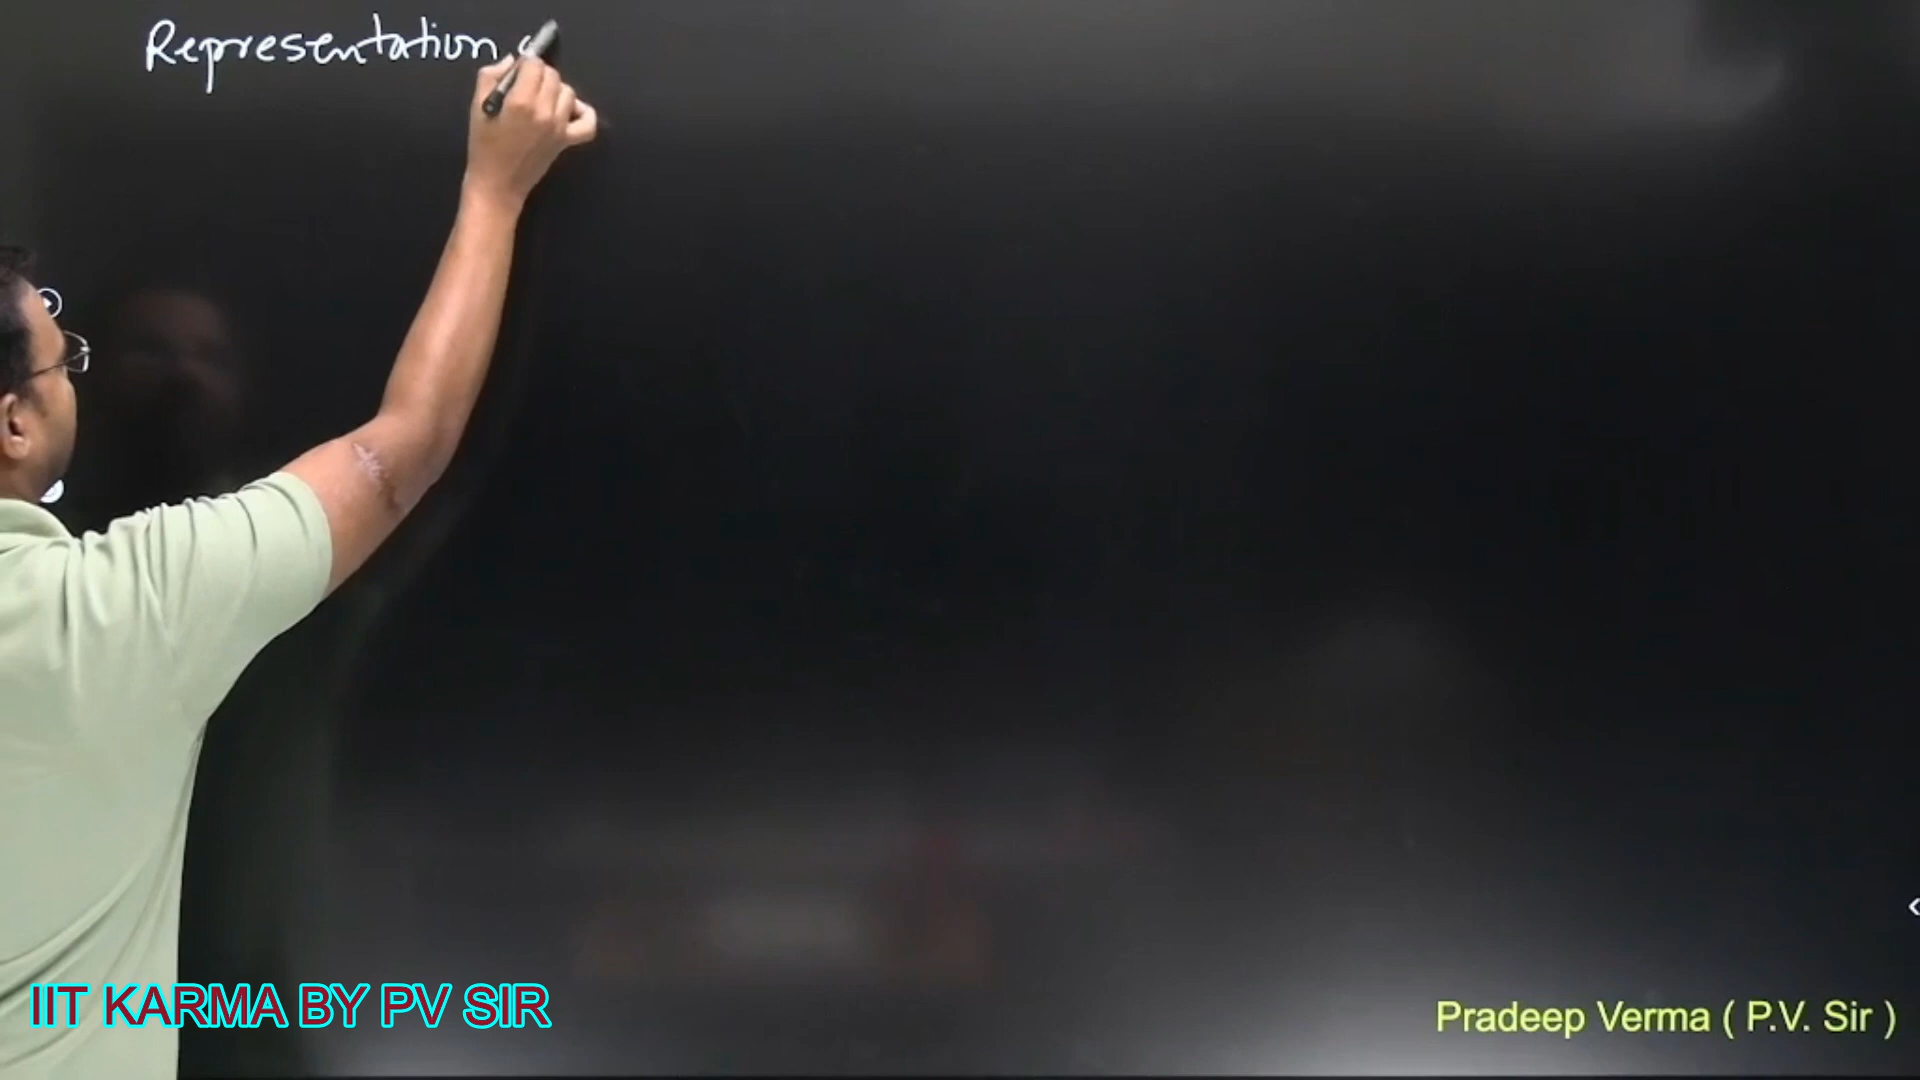 Representation
IIT KARMA BY PV SIR
Pradeep Verma ( P.V. Sir )